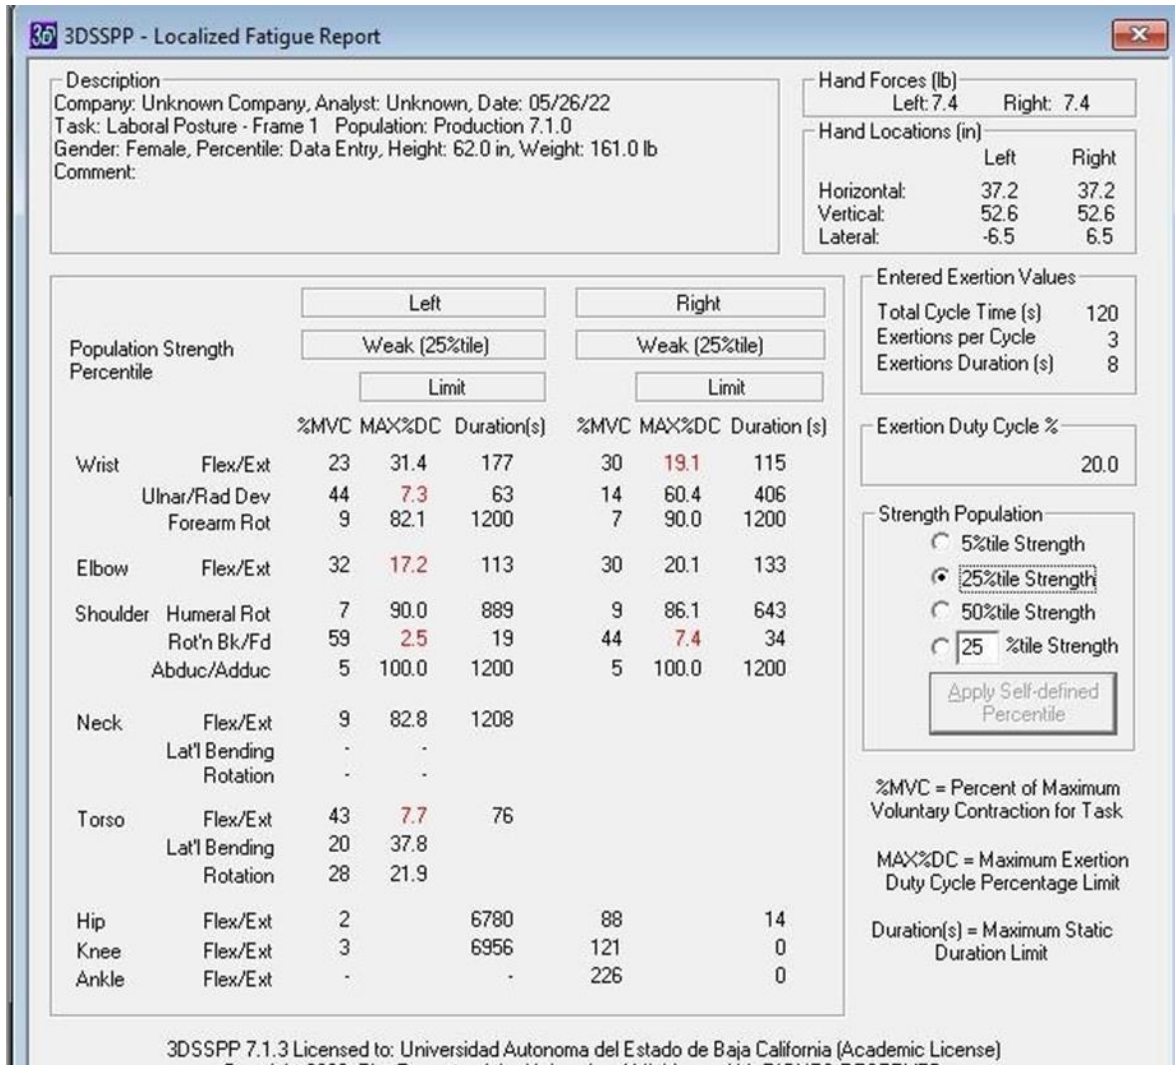 3DSSPP - Localized Fatigue Report
Description
Company: Unknown Company, Analyst: Unknown, Date: 05/26/22
Task: Laboral Posture - Frame 1 Population: Production 7.1.0
Gender: Female, Percentile: Data Entry, Height: 62.0 in, Weight: 161.0 lb
Comment:
Hand Forces (lb)
Left: 7.4 Right: 7.4
Hand Locations (in)
Left Right
Horizontal: 37.2 37.2
Vertical: 52.6 52.6
Lateral: -6.5 6.5
Left Right
Population Strength Percentile
Weak (25%tile) Weak (25%tile)
Limit Limit
%MVC MAX%DC Duration(s) %MVC MAX%DC Duration (s)
Wrist Flex/Ext 23 31.4 177 30 19.1 115
Ulnar/Rad Dev 44 7.3 63 14 60.4 406
Forearm Rot 9 82.1 1200 7 90.0 1200
Elbow Flex/Ext 32 17.2 113 30 20.1 133
Shoulder Humeral Rot 7 90.0 889 9 86.1 643
Rot'n Bk/Fd 59 2.5 19 44 7.4 34
Abduc/Adduc 5 100.0 1200 5 100.0 1200
Neck Flex/Ext 9 82.8 1208
Lat'l Bending - -
Rotation - -
Torso Flex/Ext 43 7.7 76
Lat'l Bending 20 37.8
Rotation 28 21.9
Hip Flex/Ext 2 6780 88 14
Knee Flex/Ext 3 6956 121 0
Ankle Flex/Ext - - 226 0
Entered Exertion Values
Total Cycle Time (s) 120
Exertions per Cycle 3
Exertions Duration (s) 8
Exertion Duty Cycle %
20.0
Strength Population
5%tile Strength
25%tile Strength
50%tile Strength
25 %tile Strength
Apply Self-defined
Percentile
%MVC = Percent of Maximum
Voluntary Contraction for Task
MAX%DC = Maximum Exertion
Duty Cycle Percentage Limit
Duration(s) = Maximum Static
Duration Limit
3DSSPP 7.1.3 Licensed to: Universidad Autonoma del Estado de Baja California (Academic License)